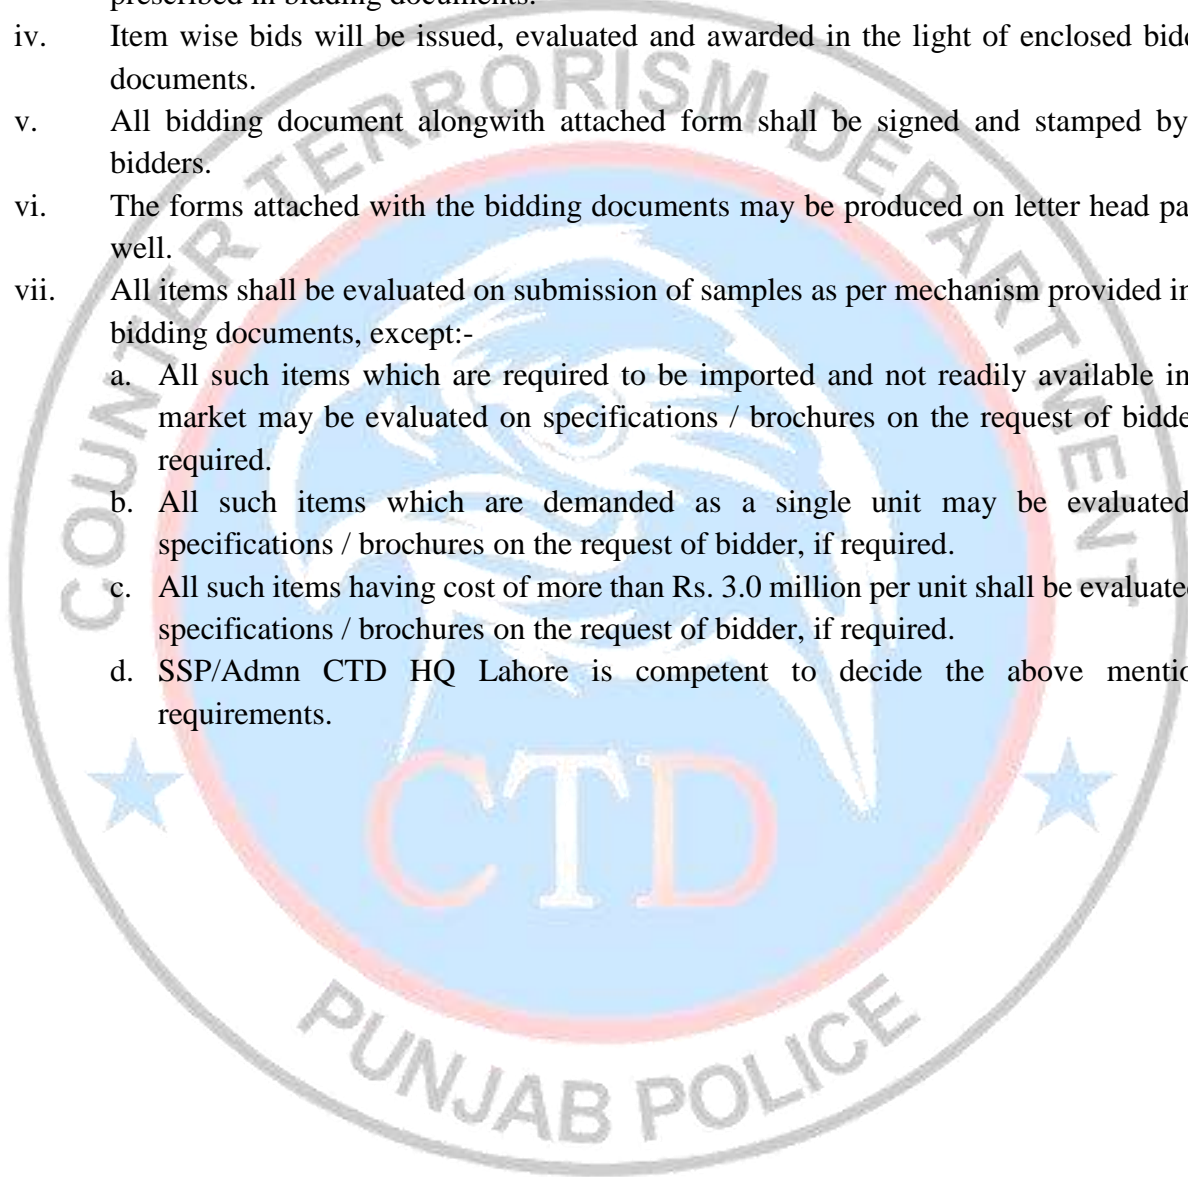 prescribed in bidding documents.
iv. Item wise bids will be issued, evaluated and awarded in the light of enclosed bidd
documents.
v. All bidding document alongwith attached form shall be signed and stamped by
bidders.
vi. The forms attached with the bidding documents may be produced on letter head pa
well.
vii. All items shall be evaluated on submission of samples as per mechanism provided in
bidding documents, except:-
a. All such items which are required to be imported and not readily available in
market may be evaluated on specifications / brochures on the request of bidde
required.
b. All such items which are demanded as a single unit may be evaluated
specifications / brochures on the request of bidder, if required.
c. All such items having cost of more than Rs. 3.0 million per unit shall be evaluate
specifications / brochures on the request of bidder, if required.
d. SSP/Admn CTD HQ Lahore is competent to decide the above mentio
requirements.
COUNTER TERRORISM DEPARTMENT
CTD
PUNJAB POLICE